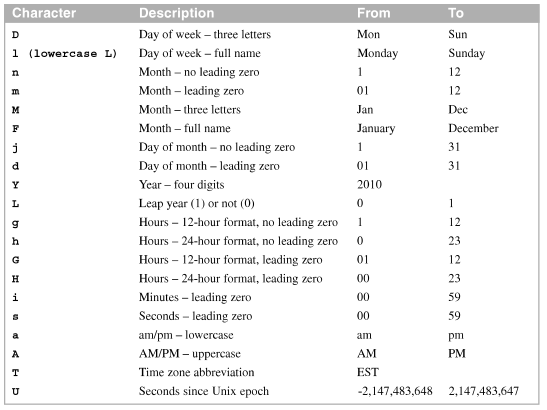 Character Description From To
D Day of week – three letters Mon Sun
l (lowercase L) Day of week – full name Monday Sunday
n Month – no leading zero 1 12
m Month – leading zero 01 12
M Month – three letters Jan Dec
F Month – full name January December
j Day of month – no leading zero 1 31
d Day of month – leading zero 01 31
Y Year – four digits 2010
L Leap year (1) or not (0) 0 1
g Hours – 12-hour format, no leading zero 1 12
h Hours – 24-hour format, no leading zero 0 23
G Hours – 12-hour format, leading zero 01 12
H Hours – 24-hour format, leading zero 00 23
i Minutes – leading zero 00 59
s Seconds – leading zero 00 59
a am/pm – lowercase am pm
A AM/PM – uppercase AM PM
T Time zone abbreviation EST
U Seconds since Unix epoch -2,147,483,648 2,147,483,647